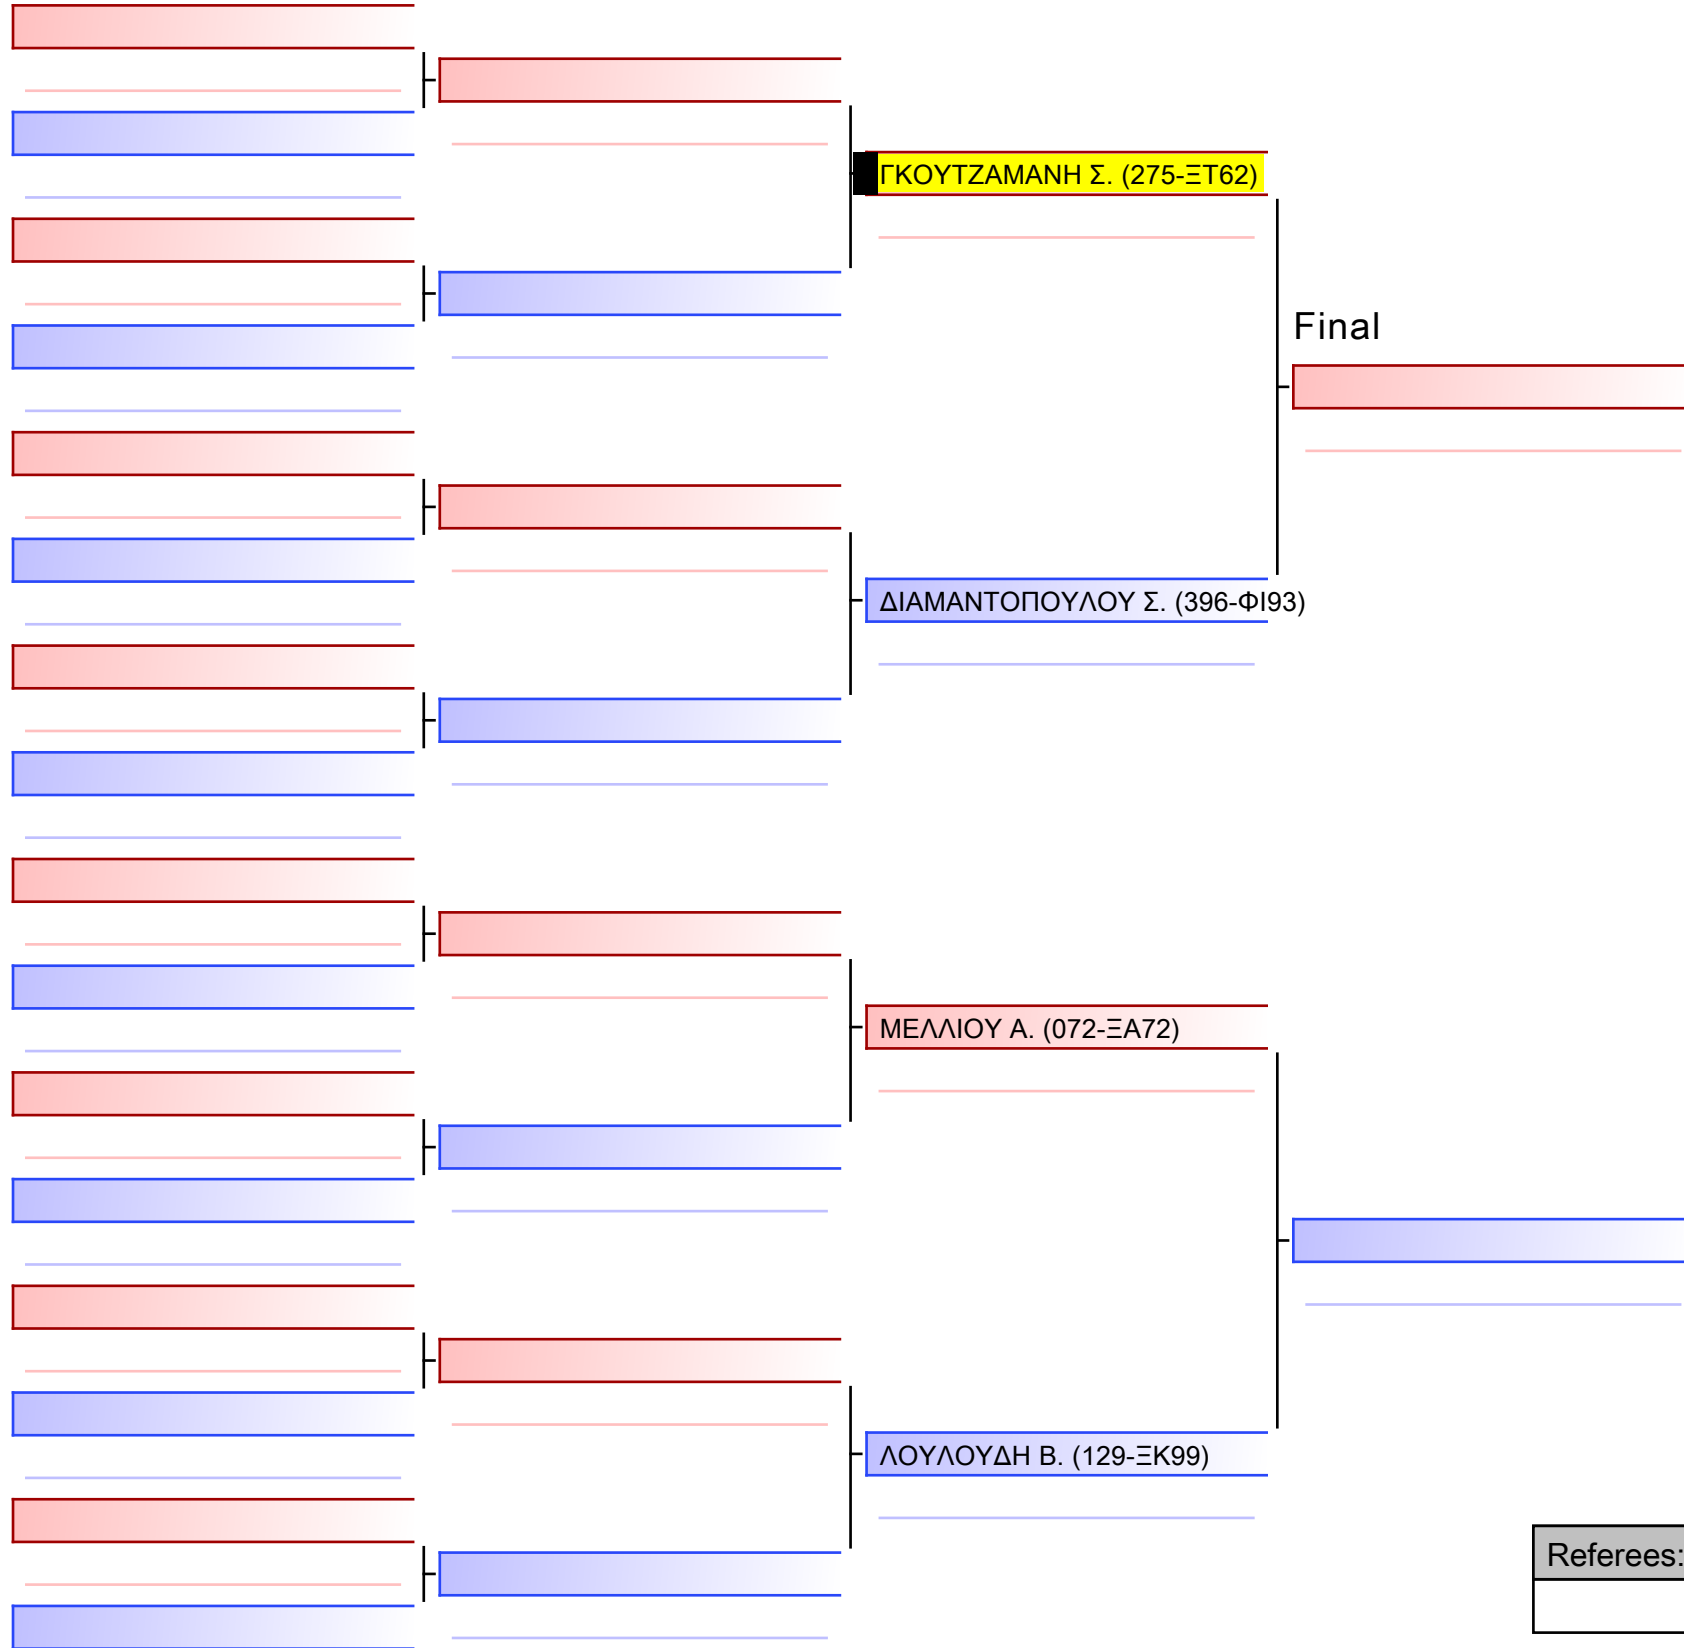 ΓΚΟΥΤΖΑΜΑΝΗ Σ. (275-ΞΤ62)
Final
ΔΙΑΜΑΝΤΟΠΟΥΛΟΥ Σ. (396-ΦΙ93)
ΜΕΛΛΙΟΥ Α. (072-ΞΑ72)
ΛΟΥΛΟΥΔΗ Β. (129-ΞΚ99)
Referees: